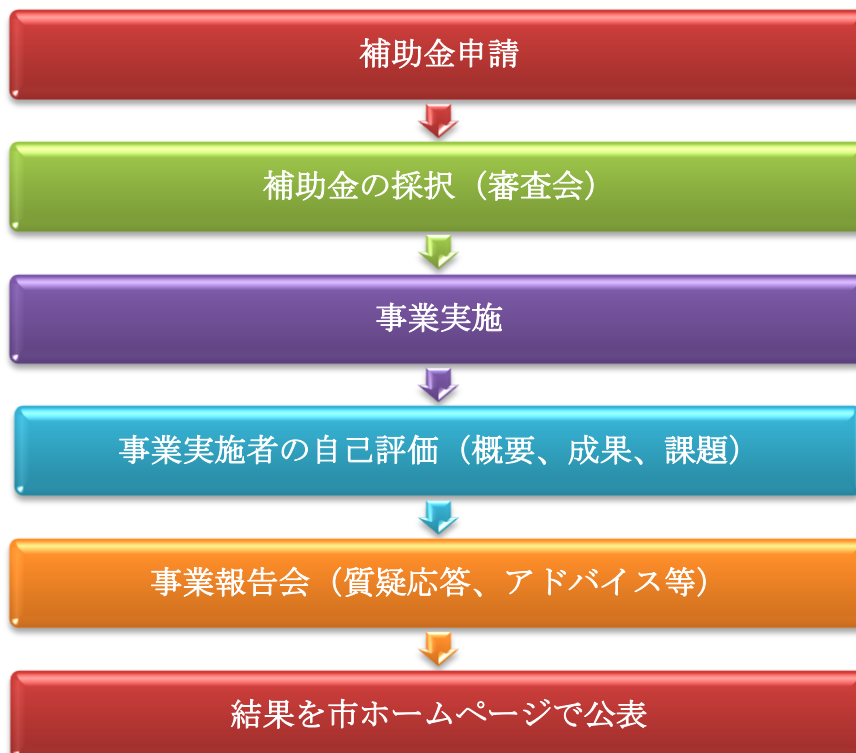 補助金申請
補助金の採択（審査会）
事業実施
事業実施者の自己評価（概要、成果、課題）
事業報告会（質疑応答、アドバイス等）
結果を市ホームページで公表